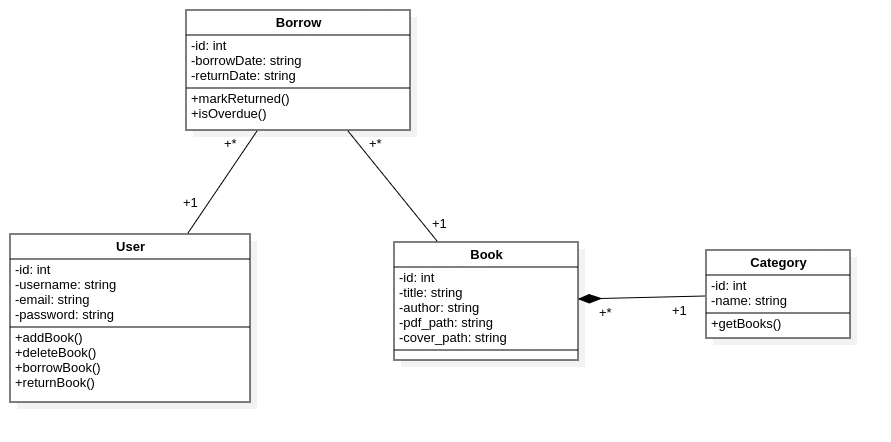 Borrow
-id: int
-borrowDate: string
-returnDate: string
+markReturned()
+isOverdue()
+*
+*
+1
+1
User
-id: int
-username: string
-email: string
-password: string
+addBook()
+deleteBook()
+borrowBook()
+returnBook()
Book
-id: int
-title: string
-author: string
-pdf_path: string
-cover_path: string
+*
+1
Category
-id: int
-name: string
+getBooks()